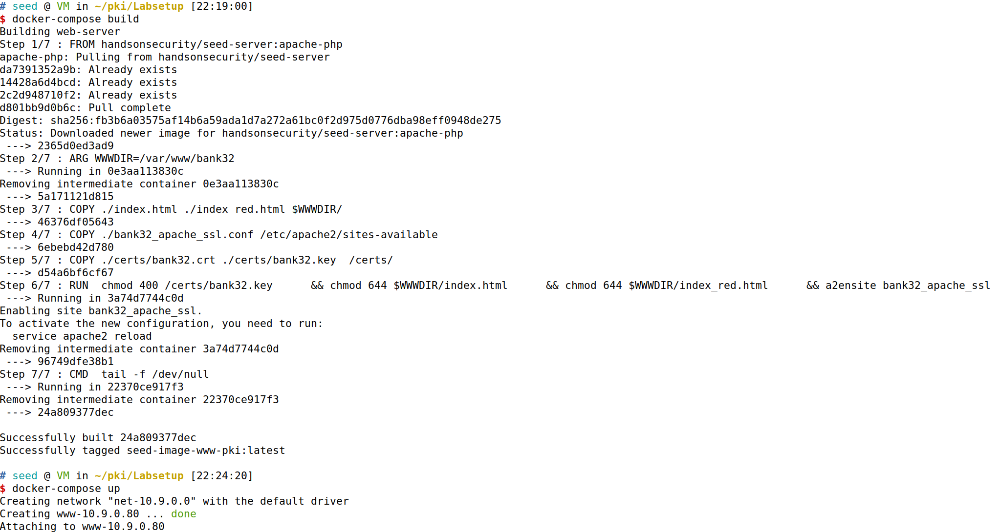 # seed @ VM in ~/pki/Labsetup [22:19:00]
$ docker-compose build
Building web-server
Step 1/7 : FROM handsonsecurity/seed-server:apache-php
apache-php: Pulling from handsonsecurity/seed-server
da7391352a9b: Already exists
14428a6d4bcd: Already exists
2c2d948710f2: Already exists
d801bb9d0b6c: Pull complete
Digest: sha256:fb3b6a03575af14b6a59ada1d7a272a61bc0f2d975d0776dba98eff0948de275
Status: Downloaded newer image for handsonsecurity/seed-server:apache-php
 ---> 2365d0ed3ad9
Step 2/7 : ARG WWWDIR=/var/www/bank32
 ---> Running in 0e3aa113830c
Removing intermediate container 0e3aa113830c
 ---> 5a171121d815
Step 3/7 : COPY ./index.html ./index_red.html $WWWDIR/
 ---> 46376df05643
Step 4/7 : COPY ./bank32_apache_ssl.conf /etc/apache2/sites-available
 ---> 6ebebd42d780
Step 5/7 : COPY ./certs/bank32.crt ./certs/bank32.key  /certs/
 ---> d54a6bf6cf67
Step 6/7 : RUN  chmod 400 /certs/bank32.key      && chmod 644 $WWWDIR/index.html      && chmod 644 $WWWDIR/index_red.html      && a2ensite bank32_apache_ssl
 ---> Running in 3a74d7744c0d
Enabling site bank32_apache_ssl.
To activate the new configuration, you need to run:
  service apache2 reload
Removing intermediate container 3a74d7744c0d
 ---> 96749dfe38b1
Step 7/7 : CMD  tail -f /dev/null
 ---> Running in 22370ce917f3
Removing intermediate container 22370ce917f3
 ---> 24a809377dec

Successfully built 24a809377dec
Successfully tagged seed-image-www-pki:latest

# seed @ VM in ~/pki/Labsetup [22:24:20]
$ docker-compose up
Creating network "net-10.9.0.0" with the default driver
Creating www-10.9.0.80 ... done
Attaching to www-10.9.0.80